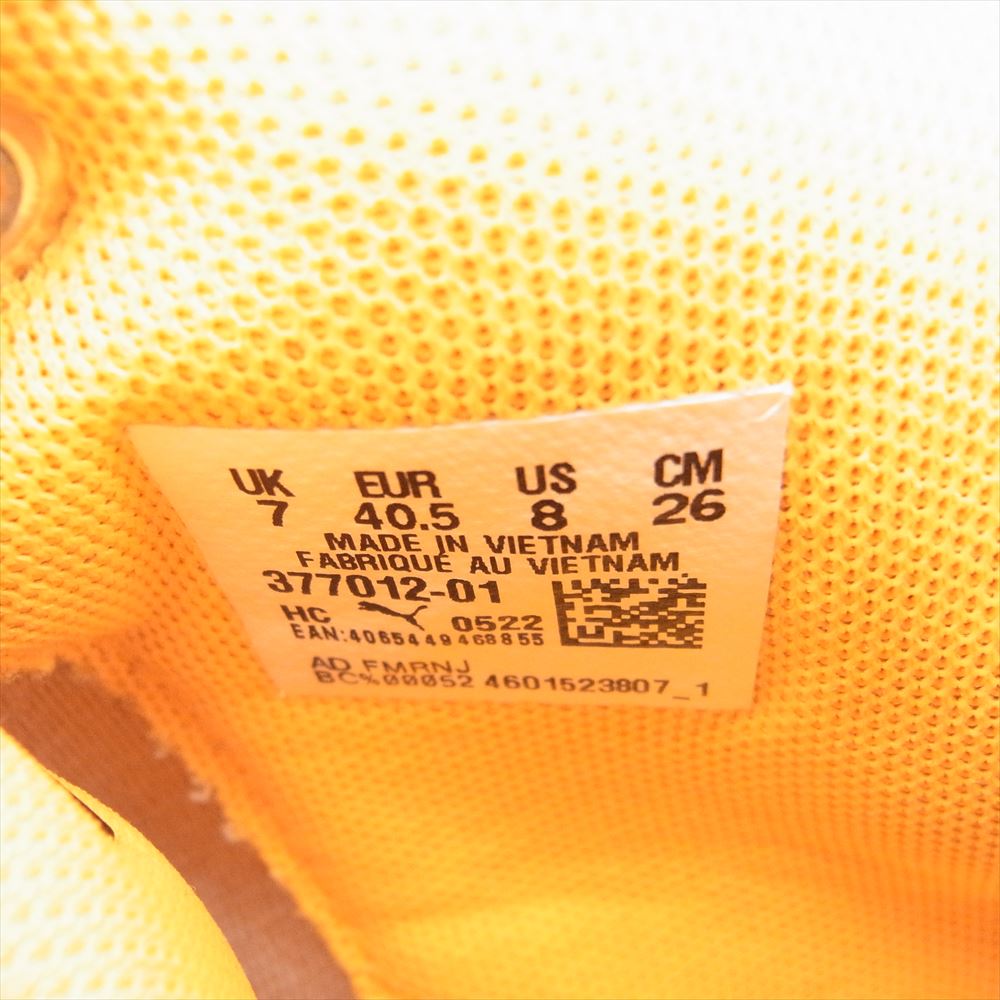 UK EUR US CM
7 40.5 8 26
MADE IN VIETNAM
FABRIQUÉ AU VIETNAM
377012-01
HC 0522
EAN:4065449468855
AD FMRNJ
BC%00052 4601523807_1